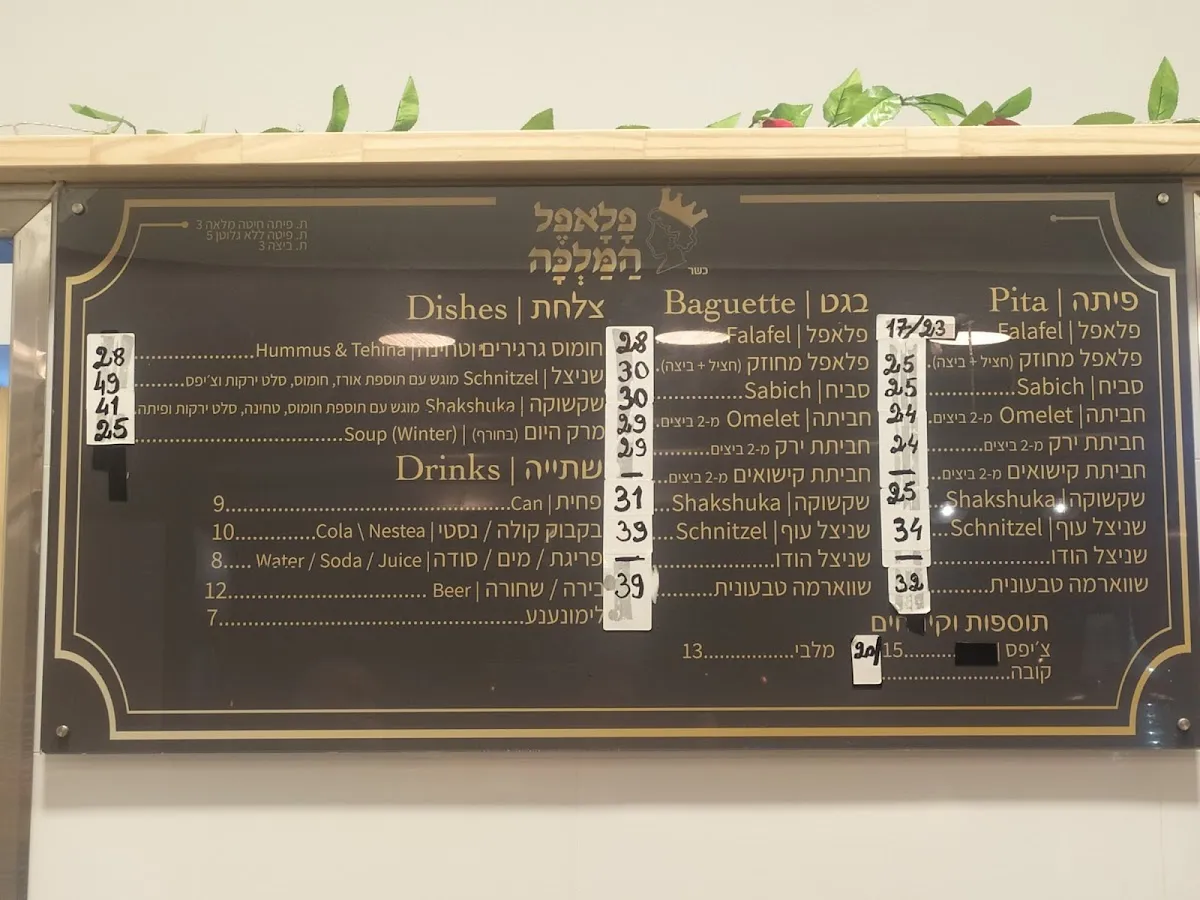 פָלָאפֶל
הַמַּלְכָּה
כשר
ת. פיתה חיטה מלאה 3
ת. פיטה ללא גלוטן 5
ת. ביצה 3
פיתה | Pita
פלאפל | Falafel 17/23
פלאפל מחוזק (חציל + ביצה). 25
סביח | Sabich 25
חביתה | Omelet מ-2 ביצים. 24
חביתת ירק מ-2 ביצים... 24
חביתת קישואים מ-2 ביצים. —
שקשוקה | Shakshuka 25
שניצל עוף | Schnitzel 34
שניצל הודו —
שווארמה טבעונית 32
תוספות
צ'יפס 15/20
קובה
מלבי 13
בגט | Baguette
פלאפל | Falafel 28
פלאפל מחוזק (חציל + ביצה). 30
סביח | Sabich 30
חביתה | Omelet מ-2 ביצים. 29
חביתת ירק מ-2 ביצים... 29
חביתת קישואים מ-2 ביצים. —
שקשוקה | Shakshuka 31
שניצל עוף | Schnitzel 39
שניצל הודו —
שווארמה טבעונית 39
צלחת | Dishes
חומוס גרגירים וטחינה | Hummus & Tehina 28
שניצל | Schnitzel מוגש עם תוספת אורז, חומוס, סלט ירקות וצ'יפס 49
שקשוקה | Shakshuka מוגש עם תוספת חומוס, טחינה, סלט ירקות ופיתה. 41
מרק היום (בחורף) | Soup (Winter) 25
שתייה | Drinks
פחית | Can 9
בקבוק קולה / נסטי | Cola \ Nestea 10
פריגת / מים / סודה | Water / Soda / Juice 8
בירה / שחורה | Beer 12
לימונענע 7